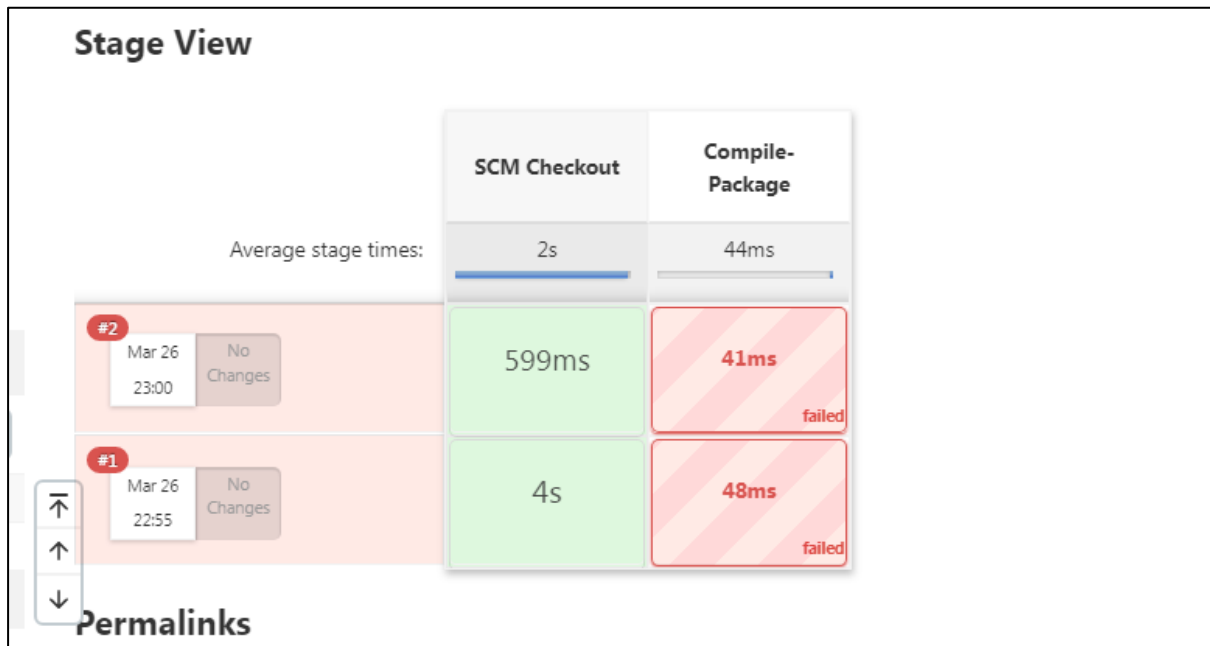 Stage View
SCM Checkout
Compile-
Package
Average stage times:
2s
44ms
#2
Mar 26
23:00
No
Changes
599ms
41ms
failed
#1
Mar 26
22:55
No
Changes
4s
48ms
failed
Permalinks